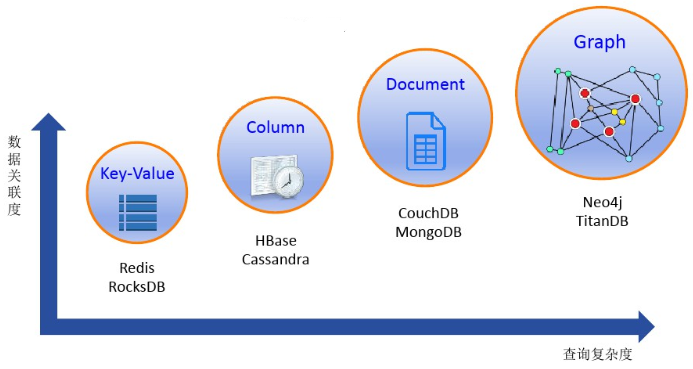 Graph
Document
Column
Key-Value
数据关联度
Redis
RocksDB
HBase
Cassandra
CouchDB
MongoDB
Neo4j
TitanDB
查询复杂度